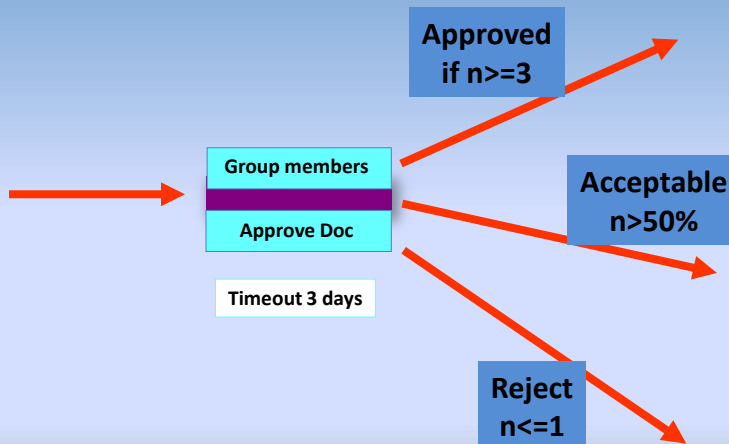 Approved
if n>=3
Group members
Approve Doc
Acceptable
n>50%
Timeout 3 days
Reject
n<=1